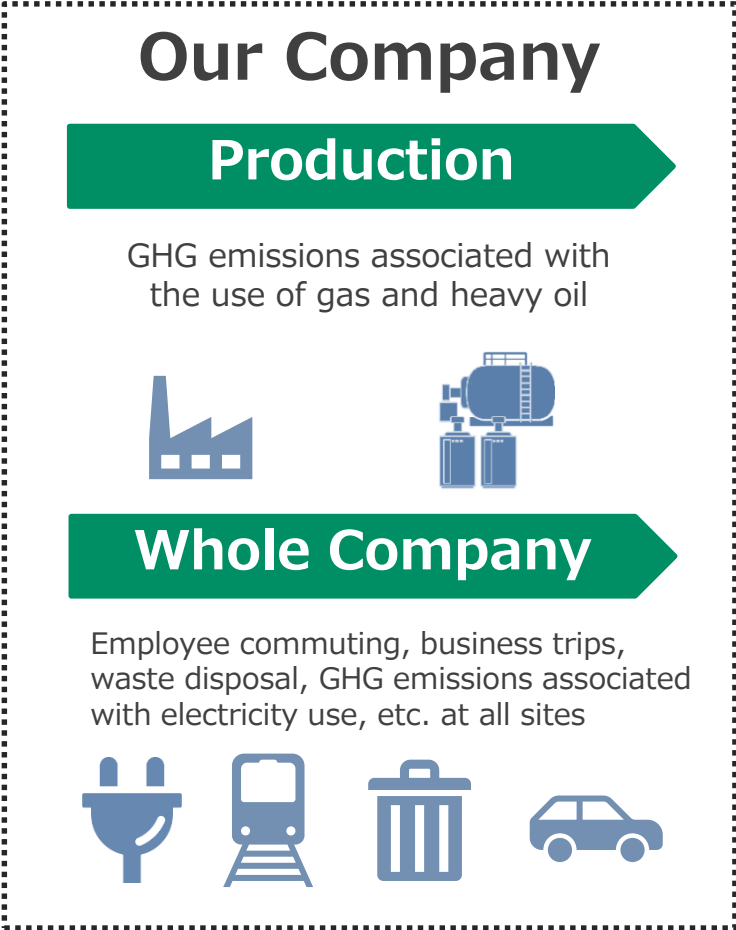 Our Company
Production
GHG emissions associated with
the use of gas and heavy oil
Whole Company
Employee commuting, business trips,
waste disposal, GHG emissions associated
with electricity use, etc. at all sites